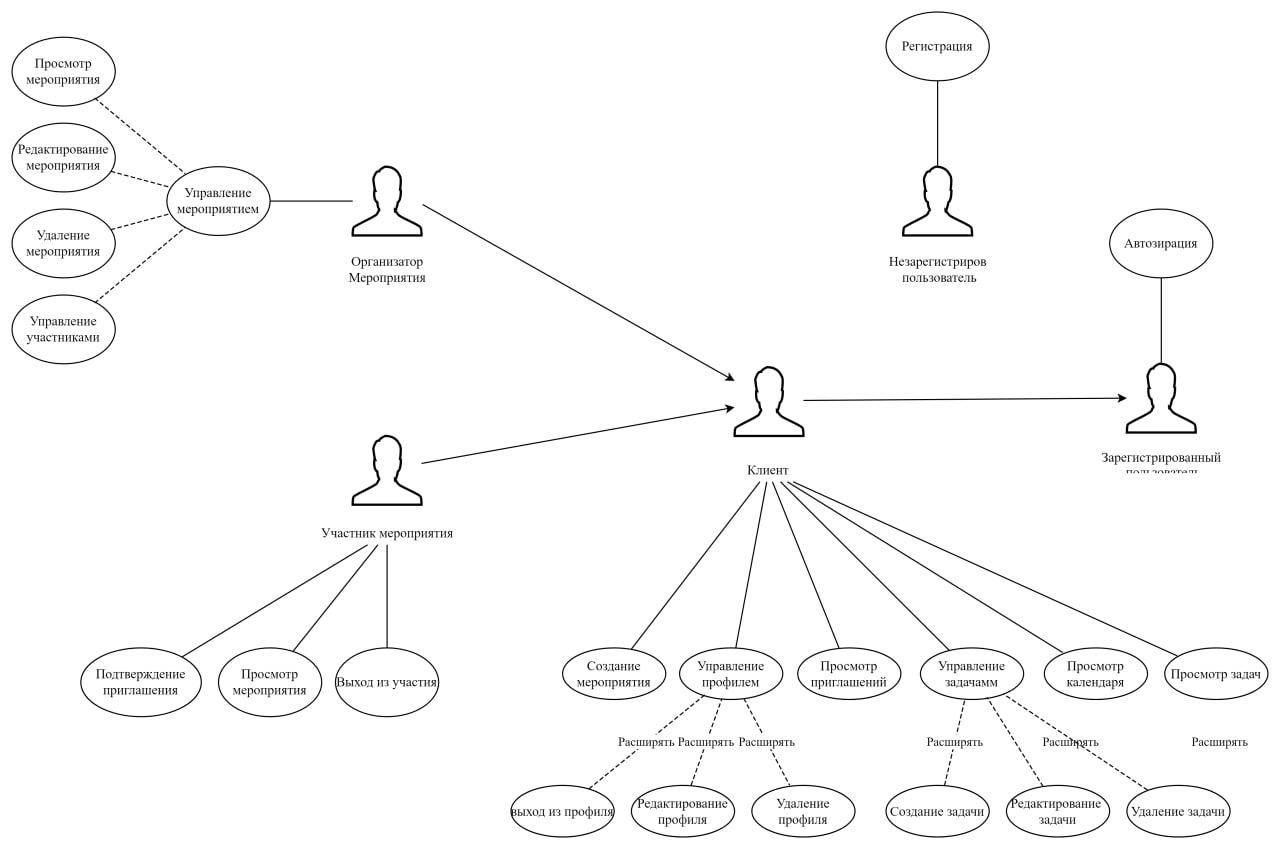 Регистрация
Просмотр
мероприятия
Редактирование
мероприятия
Управление
мероприятием
Удаление
мероприятия
Автозирация
Организатор
Мероприятия
Незарегистриров
пользователь
Управление
участниками
Зарегистрированный
пользователь
Клиент
Участник мероприятия
Подтверждение
приглашения
Просмотр
мероприятия
Выход из участия
Создание
мероприятия
Управление
профилем
Просмотр
приглашений
Управление
задачамм
Просмотр
календаря
Просмотр задач
Расширять
Расширять
Расширять
Расширять
Расширять
Расширять
выход из профиля
Редактирование
профиля
Удаление
профиля
Создание задачи
Редактирование
задачи
Удаление задачи